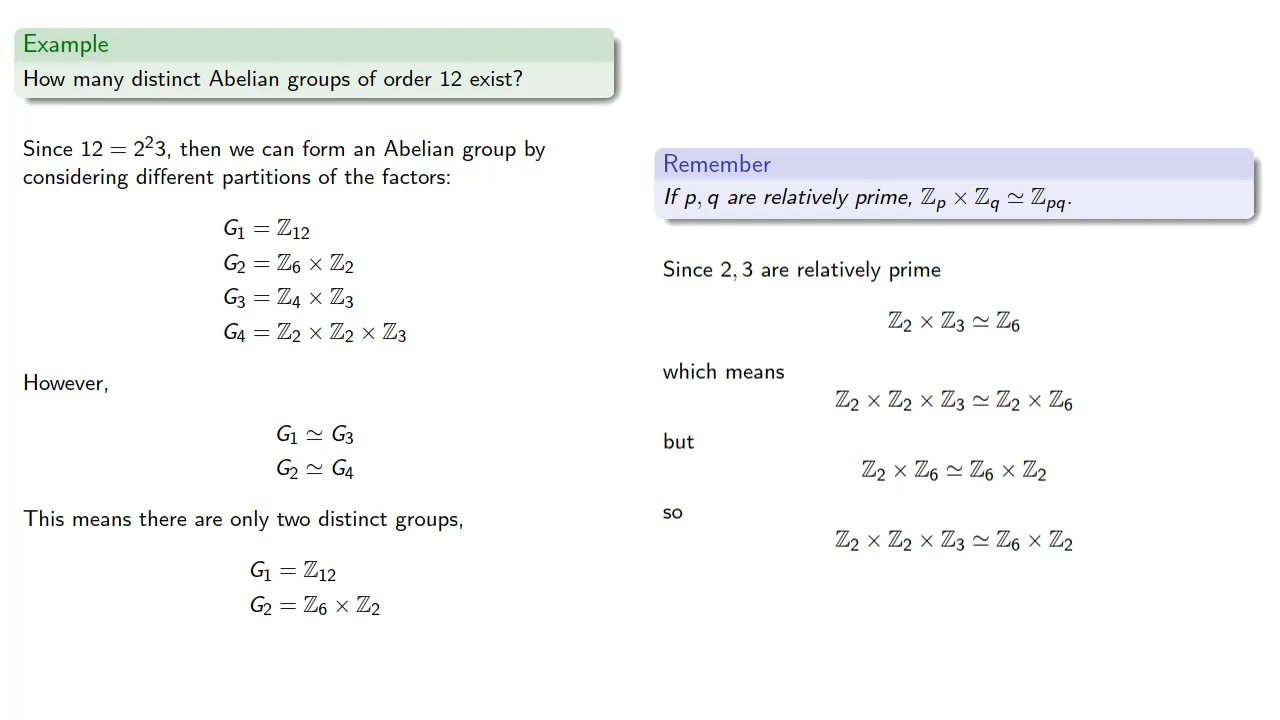 Example
How many distinct Abelian groups of order 12 exist?
Since 12 = 2²3, then we can form an Abelian group by
considering different partitions of the factors:
G₁ = ℤ₁₂
G₂ = ℤ₆ × ℤ₂
G₃ = ℤ₄ × ℤ₃
G₄ = ℤ₂ × ℤ₂ × ℤ₃
However,
G₁ ≃ G₃
G₂ ≃ G₄
This means there are only two distinct groups,
G₁ = ℤ₁₂
G₂ = ℤ₆ × ℤ₂
Remember
If p, q are relatively prime, ℤₚ × ℤ_q ≃ ℤ_pq.
Since 2, 3 are relatively prime
ℤ₂ × ℤ₃ ≃ ℤ₆
which means
ℤ₂ × ℤ₂ × ℤ₃ ≃ ℤ₂ × ℤ₆
but
ℤ₂ × ℤ₆ ≃ ℤ₆ × ℤ₂
so
ℤ₂ × ℤ₂ × ℤ₃ ≃ ℤ₆ × ℤ₂